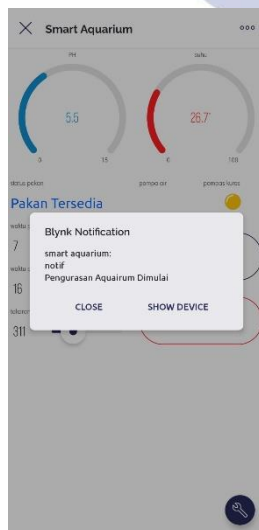 Smart Aquarium
PH
suhu
5.5
26.7°
0
15
0
100
status pakan
pompa air
pompas kuras
Pakan Tersedia
Blynk Notification
smart aquarium:
notif
Pengurasan Aquairum Dimulai
CLOSE
SHOW DEVICE
7
16
311